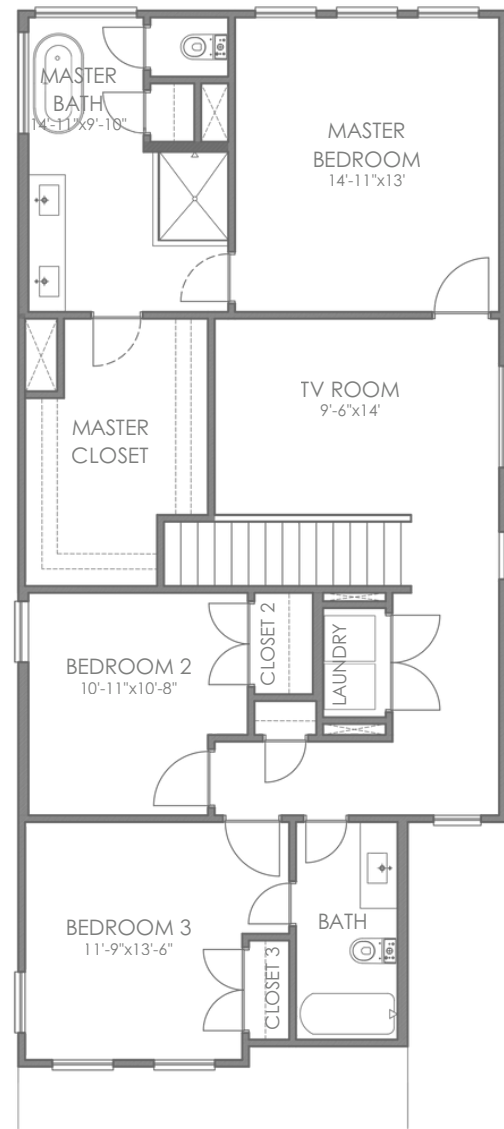 MASTER
BATH
14'-11"x9'-10"
MASTER
BEDROOM
14'-11"x13'
TV ROOM
9'-6"x14'
MASTER
CLOSET
BEDROOM 2
10'-11"x10'-8"
CLOSET 2
LAUNDRY
BEDROOM 3
11'-9"x13'-6"
CLOSET 3
BATH